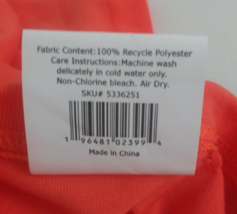 Fabric Content:100% Recycle Polyester
Care Instructions:Machine wash
delicately in cold water only.
Non-Chlorine bleach. Air Dry.
SKU# 5336251
1 96481 02399 4
Made in China